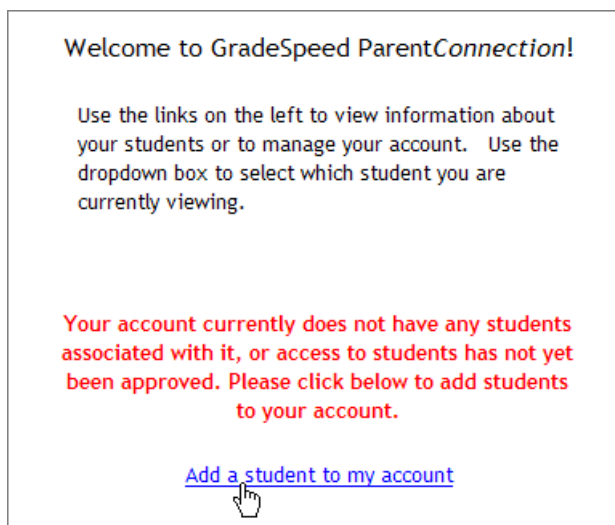 Welcome to GradeSpeed ParentConnection!
Use the links on the left to view information about
your students or to manage your account. Use the
dropdown box to select which student you are
currently viewing.
Your account currently does not have any students
associated with it, or access to students has not yet
been approved. Please click below to add students
to your account.
Add a student to my account